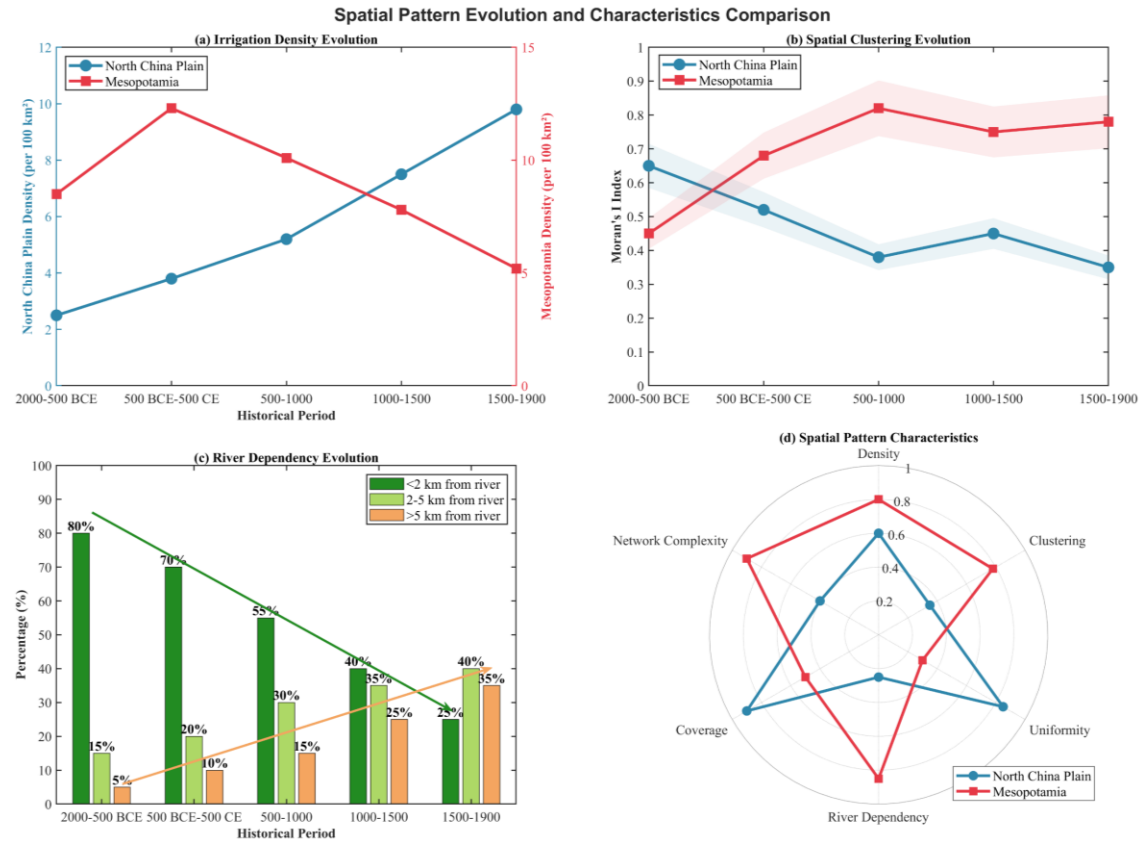 Spatial Pattern Evolution and Characteristics Comparison
(a) Irrigation Density Evolution
North China Plain
Mesopotamia
North China Plain Density (per 100 km²)
12
10
8
6
4
2
0
Mesopotamia Density (per 100 km²)
15
10
5
0
2000-500 BCE 500 BCE-500 CE 500-1000 1000-1500 1500-1900
Historical Period
(b) Spatial Clustering Evolution
North China Plain
Mesopotamia
Moran's I Index
1
0.9
0.8
0.7
0.6
0.5
0.4
0.3
0.2
0.1
0
2000-500 BCE 500 BCE-500 CE 500-1000 1000-1500 1500-1900
(c) River Dependency Evolution
<2 km from river
2-5 km from river
>5 km from river
Percentage (%)
100
90
80
70
60
50
40
30
20
10
0
80% 15% 5%
70% 20% 10%
55% 30% 15%
40% 35% 25%
25% 40% 35%
2000-500 BCE 500 BCE-500 CE 500-1000 1000-1500 1500-1900
Historical Period
(d) Spatial Pattern Characteristics
Density
1
0.8
0.6
0.4
0.2
Network Complexity
Clustering
Coverage
Uniformity
River Dependency
North China Plain
Mesopotamia